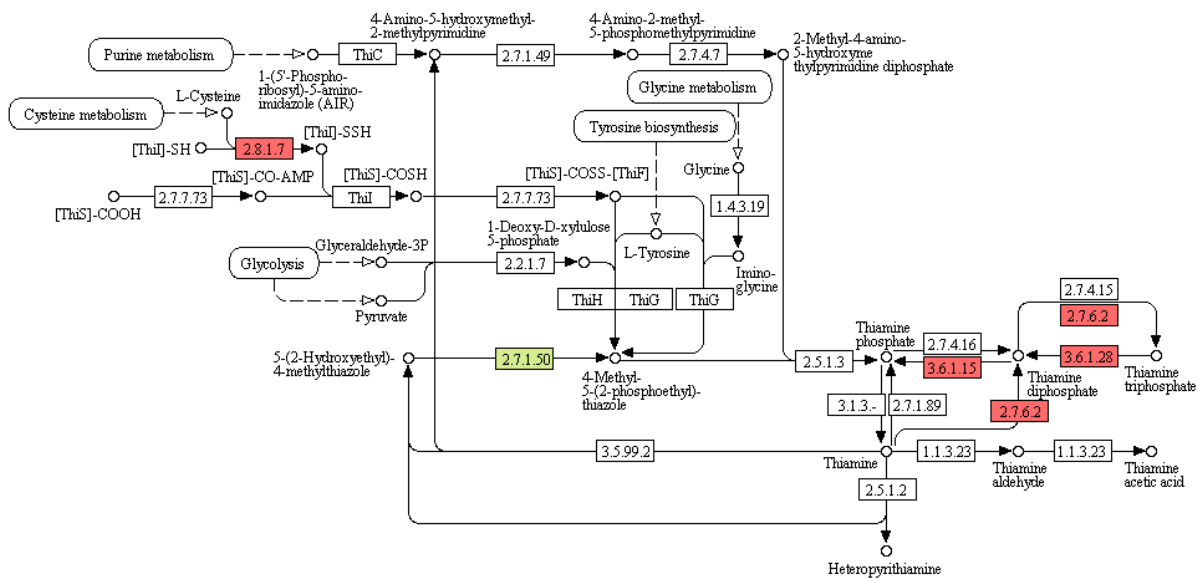 4-Amino-5-hydroxymethyl-
2-methylpyrimidine
4-Amino-2-methyl-
5-phosphomethylpyrimidine
2-Methyl-4-amino-
5-hydroxyme
thylpyrimidine diphosphate
Purine metabolism
ThiC
2.7.1.49
2.7.4.7
1-(5'-Phospho-
ribosyl)-5-amino-
imidazole (AIR)
Glycine metabolism
L-Cysteine
Cysteine metabolism
Tyrosine biosynthesis
[ThiI]-SH
2.8.1.7
[ThiI]-SSH
Glycine
[ThiS]-CO-AMP
[ThiS]-COSH
[ThiS]-COSS-[ThiF]
[ThiS]-COOH
2.7.7.73
ThiI
2.7.7.73
1.4.3.19
1-Deoxy-D-xylulose
5-phosphate
Glyceraldehyde-3P
L-Tyrosine
Glycolysis
2.2.1.7
Imino-
glycine
Pyruvate
ThiH
ThiG
ThiG
2.7.4.15
2.7.6.2
5-(2-Hydroxyethyl)-
4-methylthiazole
2.7.1.50
4-Methyl-
5-(2-phosphoethyl)-
thiazole
2.5.1.3
Thiamine
phosphate
2.7.4.16
3.6.1.15
Thiamine
diphosphate
3.6.1.28
Thiamine
triphosphate
3.1.3.-
2.7.1.89
2.7.6.2
3.5.99.2
Thiamine
1.1.3.23
Thiamine
aldehyde
1.1.3.23
Thiamine
acetic acid
2.5.1.2
Heteropyrithiamine